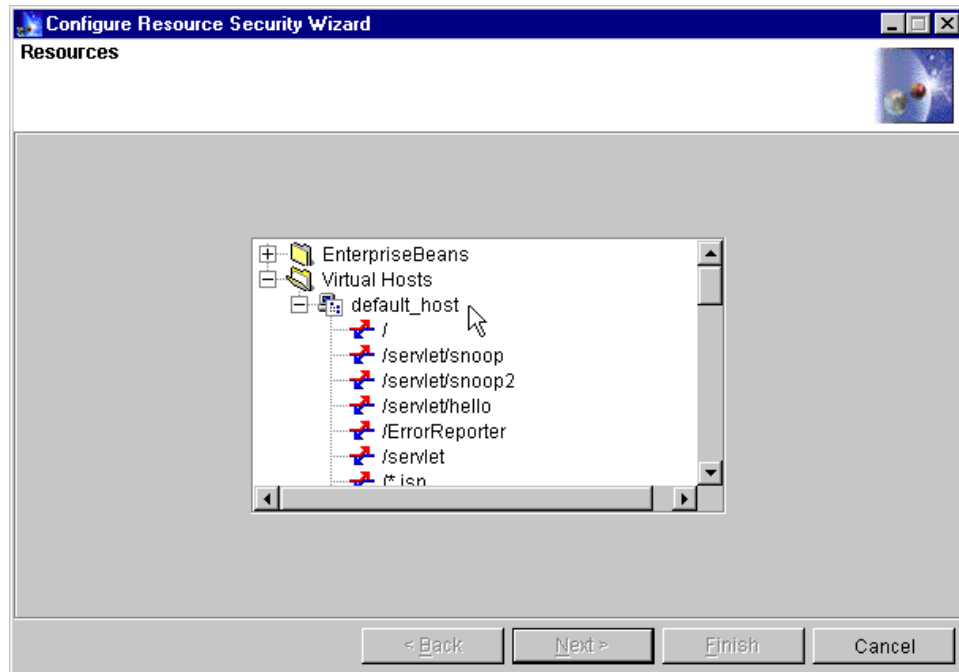 Configure Resource Security Wizard
Resources
EnterpriseBeans
Virtual Hosts
default_host
/
/servlet/snoop
/servlet/snoop2
/servlet/hello
/ErrorReporter
/servlet
/*.jsp
< Back Next > Finish Cancel